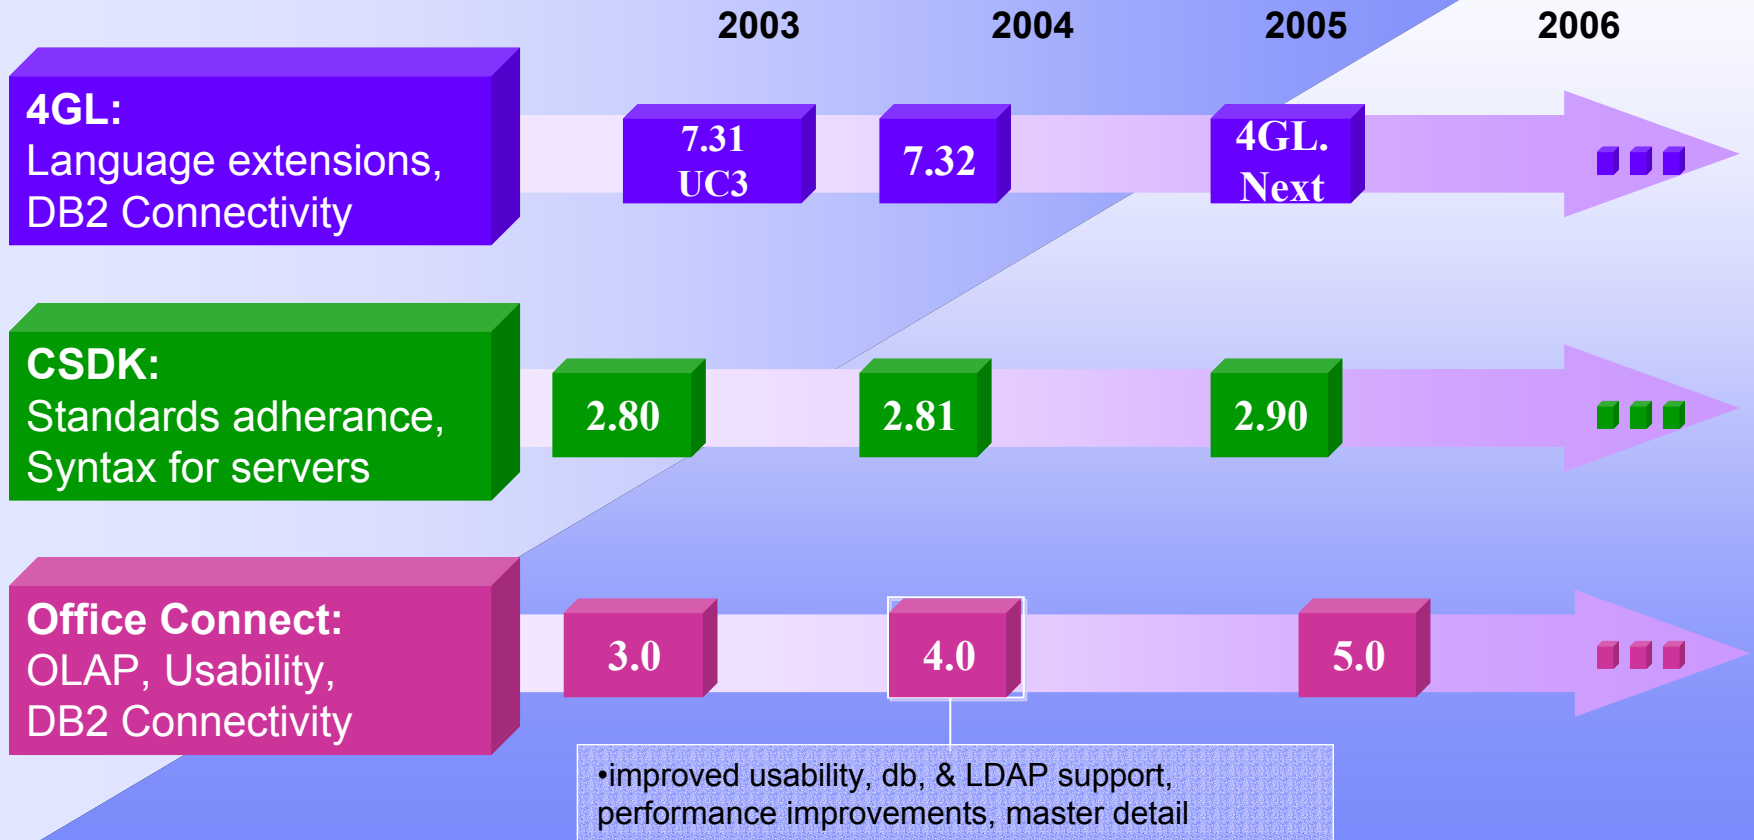 2003 2004 2005 2006
4GL:
Language extensions,
DB2 Connectivity
7.31
UC3
7.32
4GL.
Next
CSDK:
Standards adherance,
Syntax for servers
2.80
2.81
2.90
Office Connect:
OLAP, Usability,
DB2 Connectivity
3.0
4.0
5.0
•improved usability, db, & LDAP support,
performance improvements, master detail